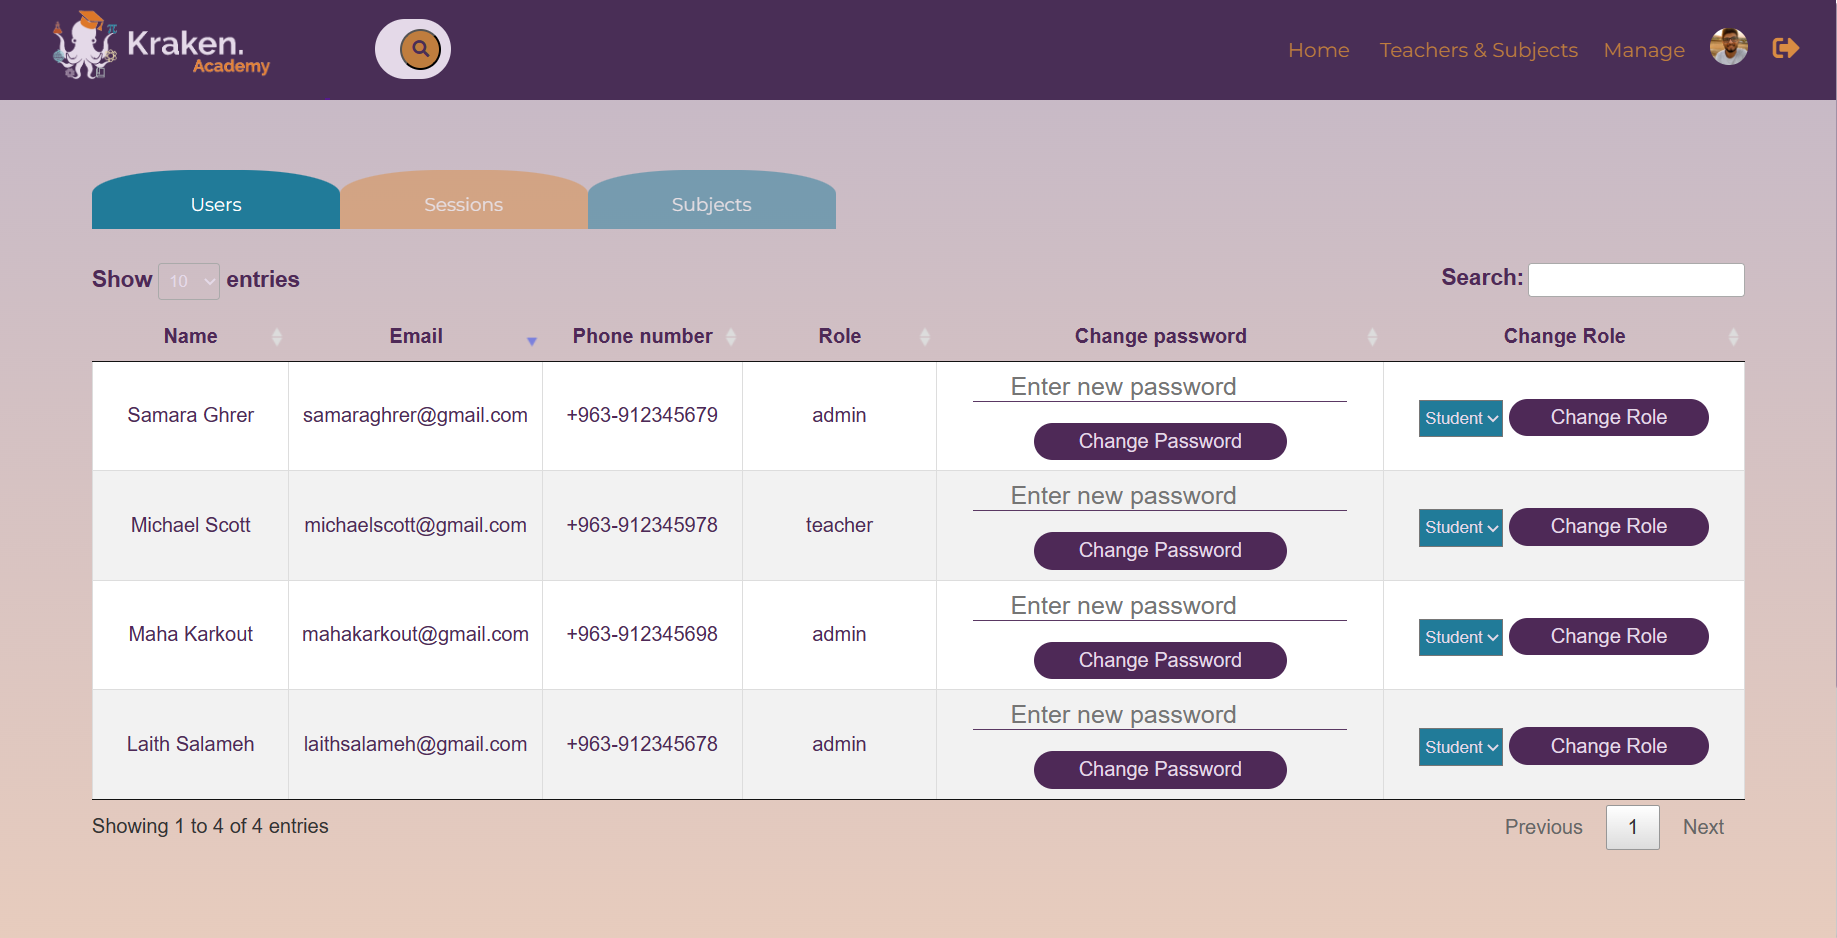 Kraken.
Academy
Home Teachers & Subjects Manage
Users Sessions Subjects
Show 10 entries Search:
Name Email Phone number Role Change password Change Role
Enter new password
Samara Ghrer samaraghrer@gmail.com +963-912345679 admin Student Change Role
Change Password
Enter new password
Michael Scott michaelscott@gmail.com +963-912345978 teacher Student Change Role
Change Password
Enter new password
Maha Karkout mahakarkout@gmail.com +963-912345698 admin Student Change Role
Change Password
Enter new password
Laith Salameh laithsalameh@gmail.com +963-912345678 admin Student Change Role
Change Password
Showing 1 to 4 of 4 entries Previous 1 Next